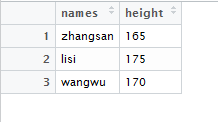 names height
1 zhangsan 165
2 lisi 175
3 wangwu 170